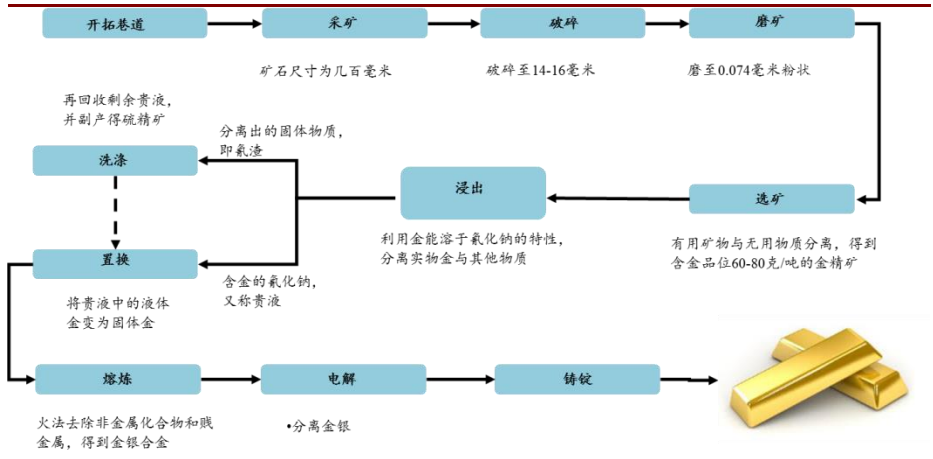 开拓巷道
采矿
破碎
磨矿
矿石尺寸为几百毫米
破碎至14-16毫米
磨至0.074毫米粉状
再回收剩余贵液，
并副产得硫精矿
分离出的固体物质，
即氰渣
洗涤
浸出
选矿
利用金能溶于氰化钠的特性，
分离实物金与其他物质
有用矿物与无用物质分离，得到
含金品位60-80克/吨的金精矿
置换
含金的氰化钠，
又称贵液
将贵液中的液体
金变为固体金
熔炼
电解
铸锭
火法去除非金属化合物和贱
金属，得到金银合金
•分离金银